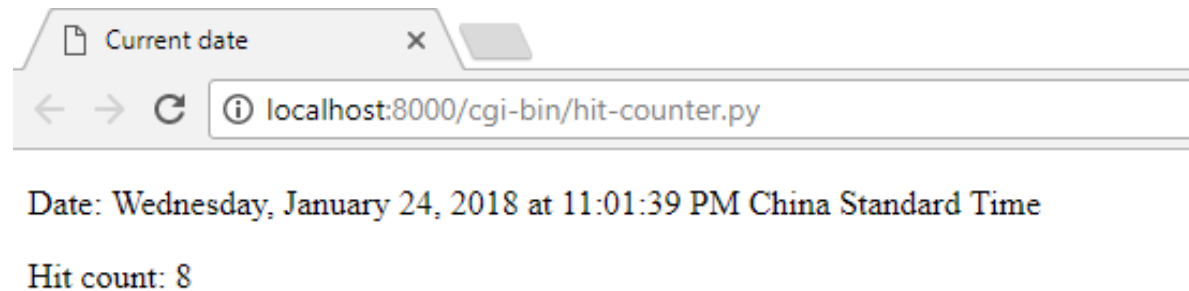 Current date
localhost:8000/cgi-bin/hit-counter.py
Date: Wednesday, January 24, 2018 at 11:01:39 PM China Standard Time
Hit count: 8